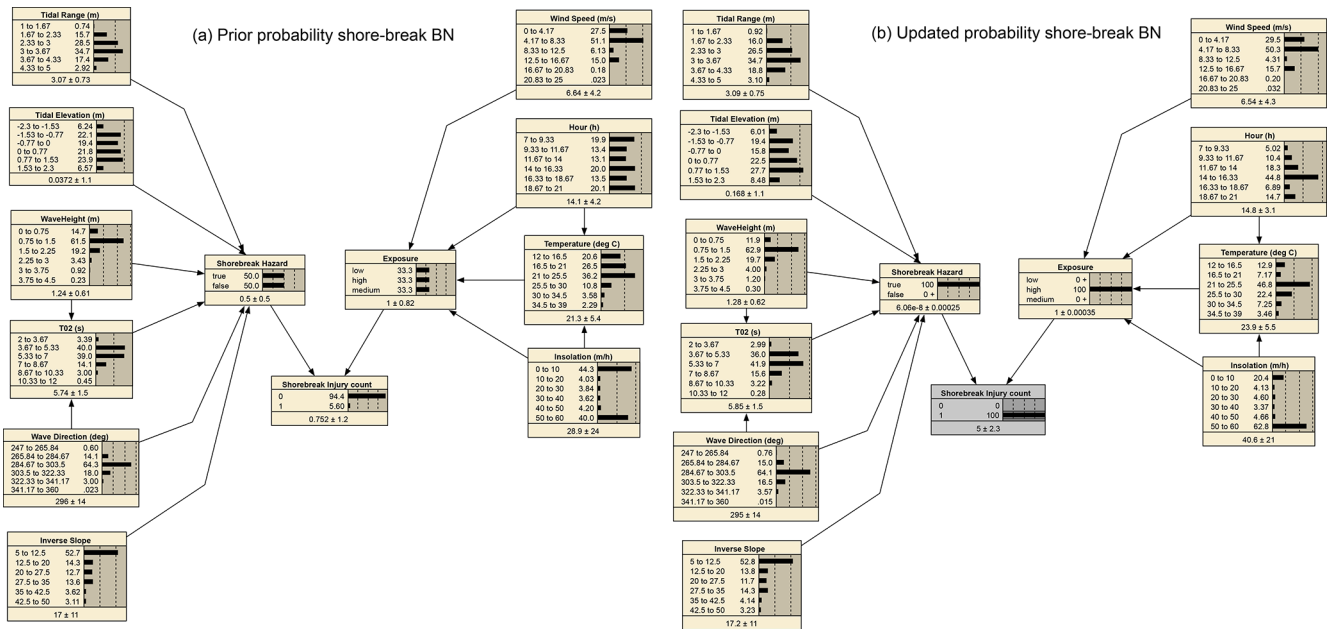 (a) Prior probability shore-break BN
Tidal Range (m)
1 to 1.67 0.74
1.67 to 2.33 15.7
2.33 to 3 28.5
3 to 3.67 34.7
3.67 to 4.33 17.4
4.33 to 5 2.92
3.07 ± 0.73
Tidal Elevation (m)
-2.3 to -1.53 6.24
-1.53 to -0.77 22.1
-0.77 to 0 19.4
0 to 0.77 21.8
0.77 to 1.53 23.9
1.53 to 2.3 6.57
0.0372 ± 1.1
WaveHeight (m)
0 to 0.75 14.7
0.75 to 1.5 61.5
1.5 to 2.25 19.2
2.25 to 3 3.43
3 to 3.75 0.92
3.75 to 4.5 0.23
1.24 ± 0.61
T02 (s)
2 to 3.67 3.39
3.67 to 5.33 40.0
5.33 to 7 39.0
7 to 8.67 14.1
8.67 to 10.33 3.00
10.33 to 12 0.45
5.74 ± 1.5
Wave Direction (deg)
247 to 265.84 0.60
265.84 to 284.67 14.1
284.67 to 303.5 64.3
303.5 to 322.33 18.0
322.33 to 341.17 3.00
341.17 to 360 .023
296 ± 14
Inverse Slope
5 to 12.5 52.7
12.5 to 20 14.3
20 to 27.5 12.7
27.5 to 35 13.6
35 to 42.5 3.62
42.5 to 50 3.11
17 ± 11
Shorebreak Hazard
true 50.0
false 50.0
0.5 ± 0.5
Exposure
low 33.3
high 33.3
medium 33.3
1 ± 0.82
Shorebreak Injury count
0 94.4
1 5.60
0.752 ± 1.2
Wind Speed (m/s)
0 to 4.17 27.5
4.17 to 8.33 51.1
8.33 to 12.5 6.13
12.5 to 16.67 15.0
16.67 to 20.83 0.18
20.83 to 25 .023
6.64 ± 4.2
Hour (h)
7 to 9.33 19.9
9.33 to 11.67 13.4
11.67 to 14 13.1
14 to 16.33 20.0
16.33 to 18.67 13.5
18.67 to 21 20.1
14.1 ± 4.2
Temperature (deg C)
12 to 16.5 20.6
16.5 to 21 26.5
21 to 25.5 36.2
25.5 to 30 10.8
30 to 34.5 3.58
34.5 to 39 2.29
21.3 ± 5.4
Insolation (m/h)
0 to 10 44.3
10 to 20 4.03
20 to 30 3.84
30 to 40 3.62
40 to 50 4.20
50 to 60 40.0
28.9 ± 24
(b) Updated probability shore-break BN
Tidal Range (m)
1 to 1.67 0.92
1.67 to 2.33 16.0
2.33 to 3 26.5
3 to 3.67 34.7
3.67 to 4.33 18.8
4.33 to 5 3.10
3.09 ± 0.75
Tidal Elevation (m)
-2.3 to -1.53 6.01
-1.53 to -0.77 19.4
-0.77 to 0 15.8
0 to 0.77 22.5
0.77 to 1.53 27.7
1.53 to 2.3 8.48
0.168 ± 1.1
WaveHeight (m)
0 to 0.75 11.9
0.75 to 1.5 62.9
1.5 to 2.25 19.7
2.25 to 3 4.00
3 to 3.75 1.20
3.75 to 4.5 0.30
1.28 ± 0.62
T02 (s)
2 to 3.67 2.99
3.67 to 5.33 36.0
5.33 to 7 41.9
7 to 8.67 15.6
8.67 to 10.33 3.22
10.33 to 12 0.28
5.85 ± 1.5
Wave Direction (deg)
247 to 265.84 0.76
265.84 to 284.67 15.0
284.67 to 303.5 64.1
303.5 to 322.33 16.5
322.33 to 341.17 3.57
341.17 to 360 .015
295 ± 14
Inverse Slope
5 to 12.5 52.8
12.5 to 20 13.8
20 to 27.5 11.7
27.5 to 35 14.3
35 to 42.5 4.14
42.5 to 50 3.23
17.2 ± 11
Shorebreak Hazard
true 100
false 0 +
6.06e-8 ± 0.00025
Exposure
low 0 +
high 100
medium 0 +
1 ± 0.00035
Shorebreak Injury count
0 0
1 100
5 ± 2.3
Wind Speed (m/s)
0 to 4.17 29.5
4.17 to 8.33 50.3
8.33 to 12.5 4.31
12.5 to 16.67 15.7
16.67 to 20.83 0.20
20.83 to 25 .032
6.54 ± 4.3
Hour (h)
7 to 9.33 5.02
9.33 to 11.67 10.4
11.67 to 14 18.3
14 to 16.33 44.8
16.33 to 18.67 6.89
18.67 to 21 14.7
14.8 ± 3.1
Temperature (deg C)
12 to 16.5 12.9
16.5 to 21 7.17
21 to 25.5 46.8
25.5 to 30 22.4
30 to 34.5 7.25
34.5 to 39 3.46
23.9 ± 5.5
Insolation (m/h)
0 to 10 20.4
10 to 20 4.13
20 to 30 4.60
30 to 40 3.37
40 to 50 4.66
50 to 60 62.8
40.6 ± 21